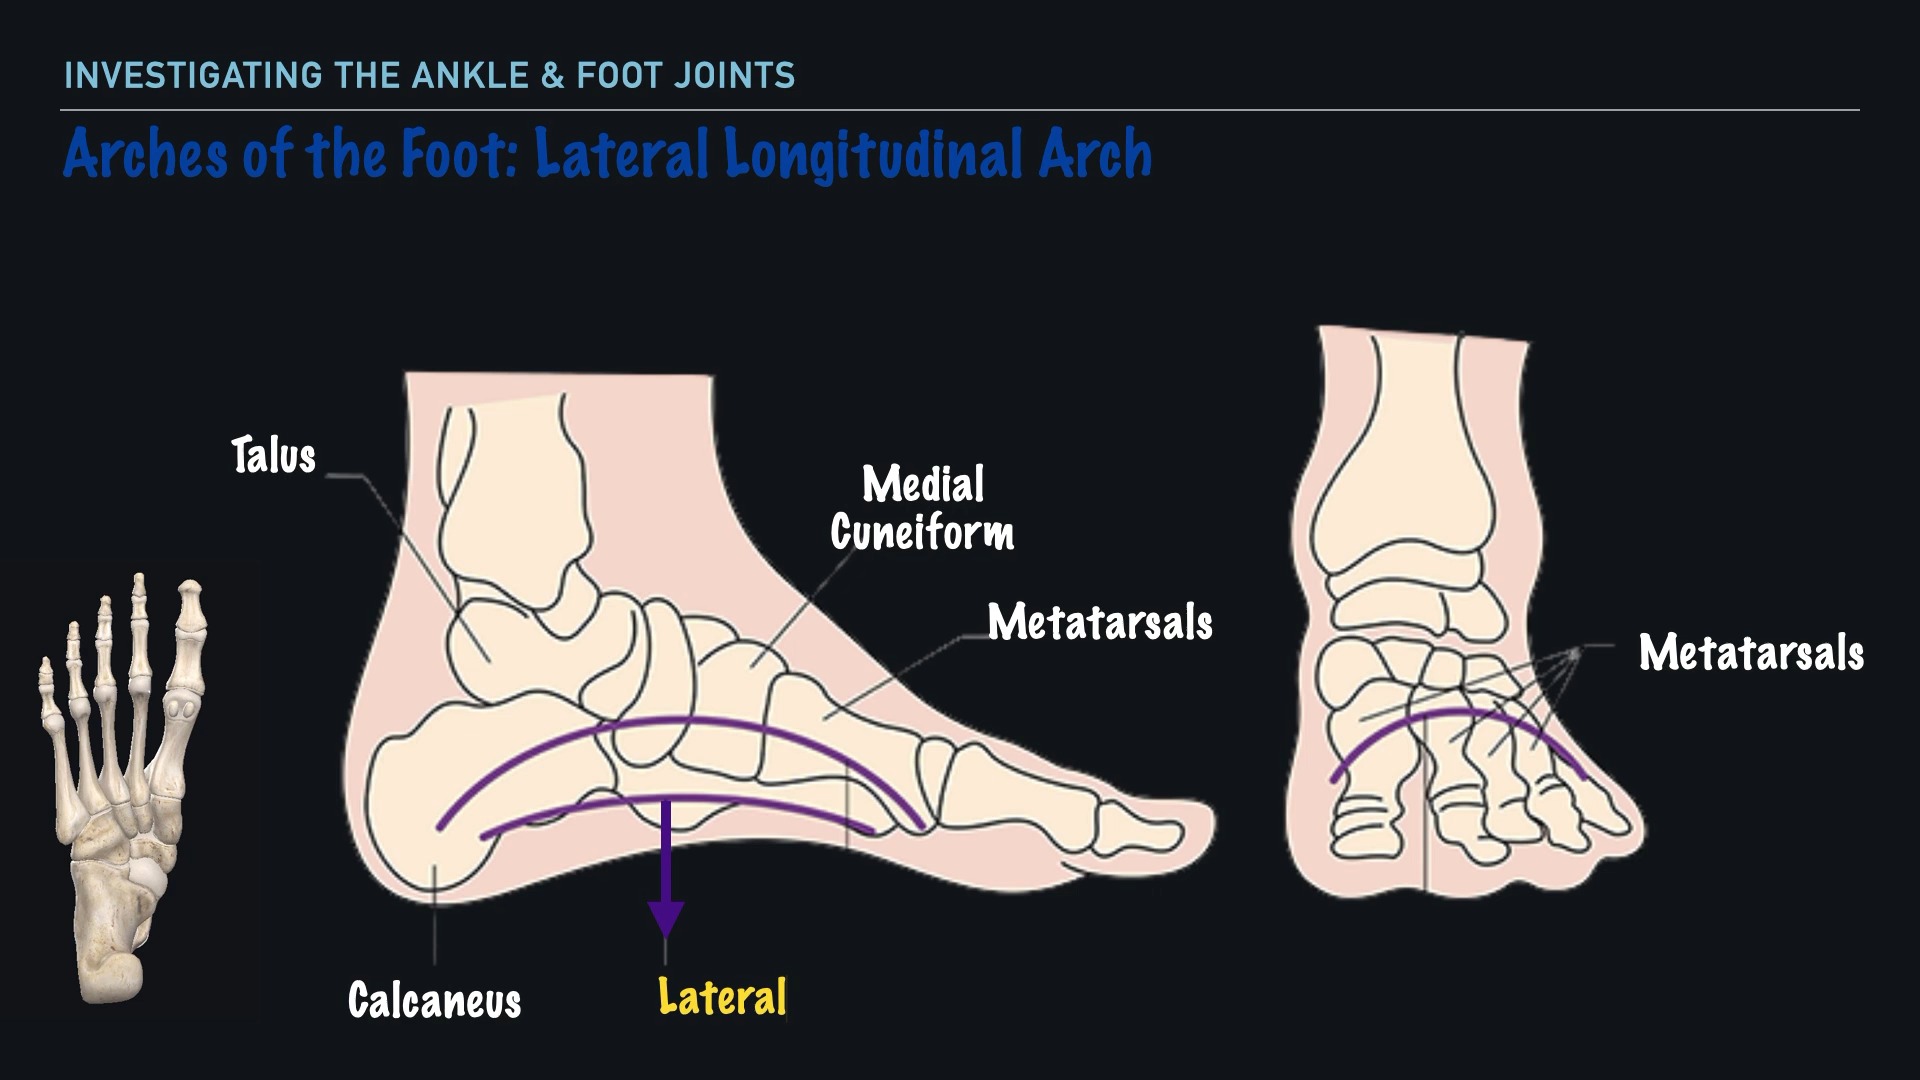 INVESTIGATING THE ANKLE & FOOT JOINTS
Arches of the Foot: Lateral Longitudinal Arch
Talus
Medial
Cuneiform
Metatarsals
Metatarsals
Calcaneus
Lateral